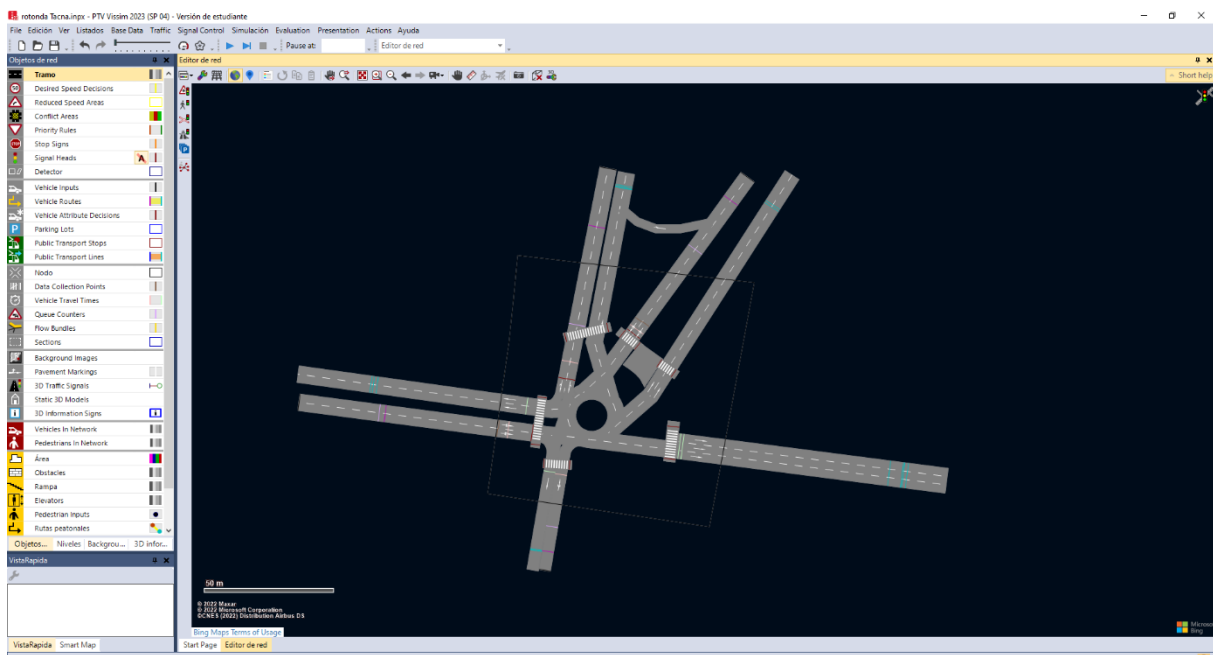 rotonda Tacna.inpx - PTV Vissim 2023 (SP 04) - Versión de estudiante
File Edición Ver Listados Base Data Traffic Signal Control Simulación Evaluation Presentation Actions Ayuda
Pause at: Editor de red
Objetos de red
Tramo
Desired Speed Decisions
Reduced Speed Areas
Conflict Areas
Priority Rules
Stop Signs
Signal Heads
Detector
Vehicle Inputs
Vehicle Routes
Vehicle Attribute Decisions
Parking Lots
Public Transport Stops
Public Transport Lines
Nodo
Data Collection Points
Vehicle Travel Times
Queue Counters
Flow Bundles
Sections
Background Images
Pavement Markings
3D Traffic Signals
Static 3D Models
3D Information Signs
Vehicles In Network
Pedestrians In Network
Área
Obstacles
Rampa
Elevators
Pedestrian Inputs
Rutas peatonales
Objetos... Niveles Backgrou... 3D infor...
VistaRapida
VistaRapida Smart Map
Editor de red
Short help
50 m
© 2022 Maxar
© 2022 Microsoft Corporation
©CNES (2022) Distribution Airbus DS
Bing Maps Terms of Usage
Microso
Bing
Start Page Editor de red